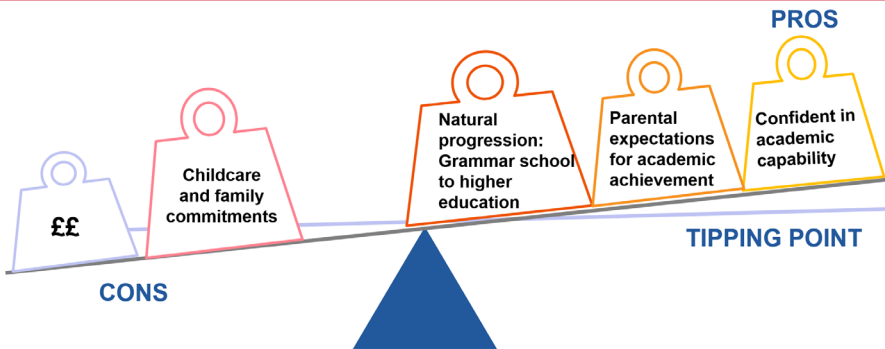 PROS
££
Childcare
and family
commitments
Natural
progression:
Grammar school
to higher
education
Parental
expectations
for academic
achievement
Confident in
academic
capability
TIPPING POINT
CONS